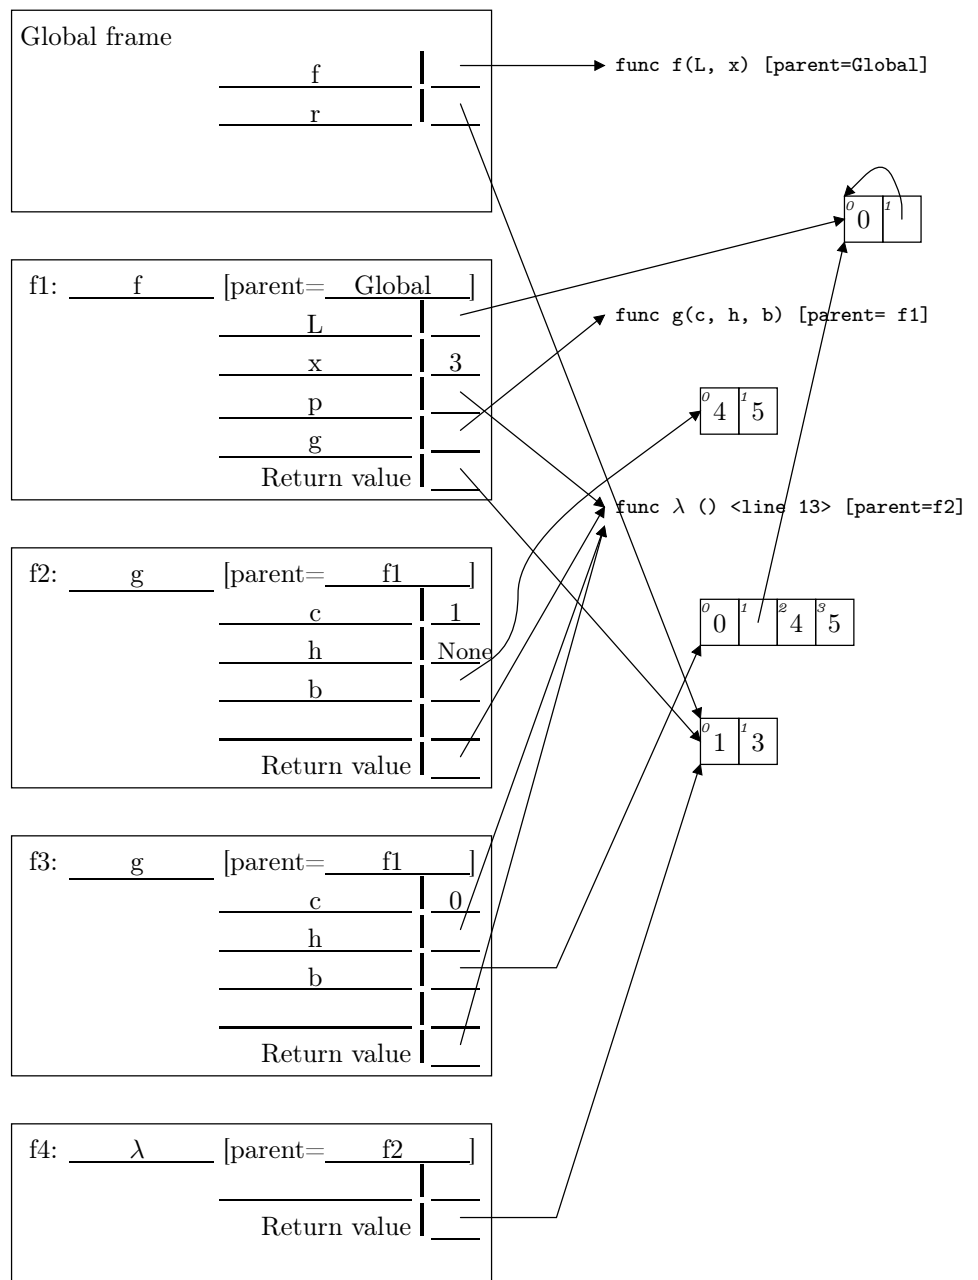 Global frame
f
func f(L, x) [parent=Global]
r
0 0 1
f1: f [parent= Global ]
L
func g(c, h, b) [parent= f1]
x 3
p
0 4 1 5
g
Return value
func λ () <line 13> [parent=f2]
f2: g [parent= f1 ]
c 1
0 0 1 2 4 3 5
h None
b
0 1 1 3
Return value
f3: g [parent= f1 ]
c 0
h
b
Return value
f4: λ [parent= f2 ]
Return value